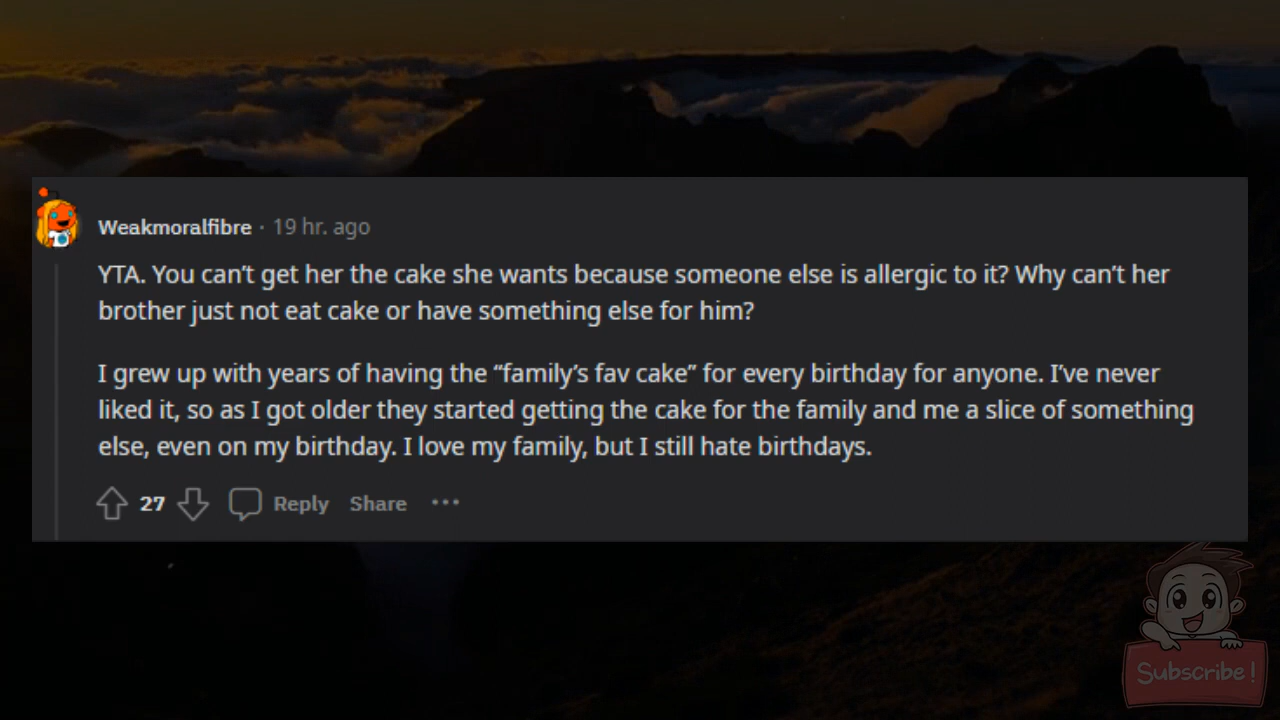 Weakmoralfibre · 19 hr. ago
YTA. You can't get her the cake she wants because someone else is allergic to it? Why can't her
brother just not eat cake or have something else for him?
I grew up with years of having the “family's fav cake” for every birthday for anyone. I've never
liked it, so as I got older they started getting the cake for the family and me a slice of something
else, even on my birthday. I love my family, but I still hate birthdays.
27 Reply Share ···
Subscribe!